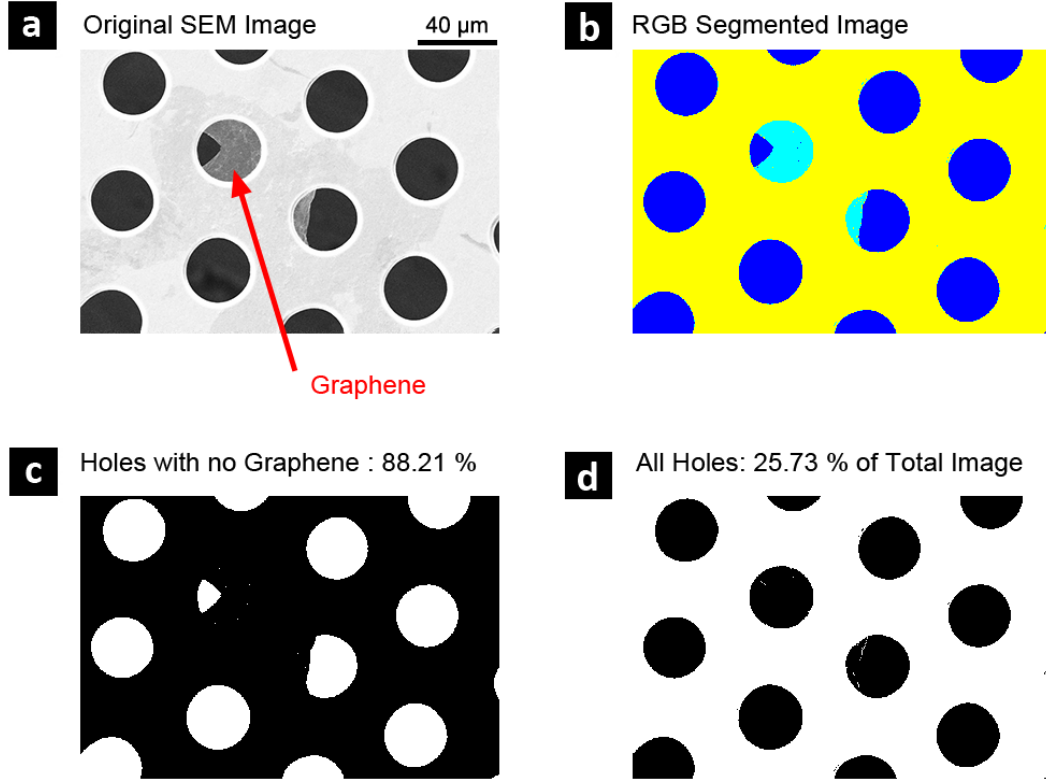 a Original SEM Image 40 µm
b RGB Segmented Image
Graphene
c Holes with no Graphene : 88.21 %
d All Holes: 25.73 % of Total Image